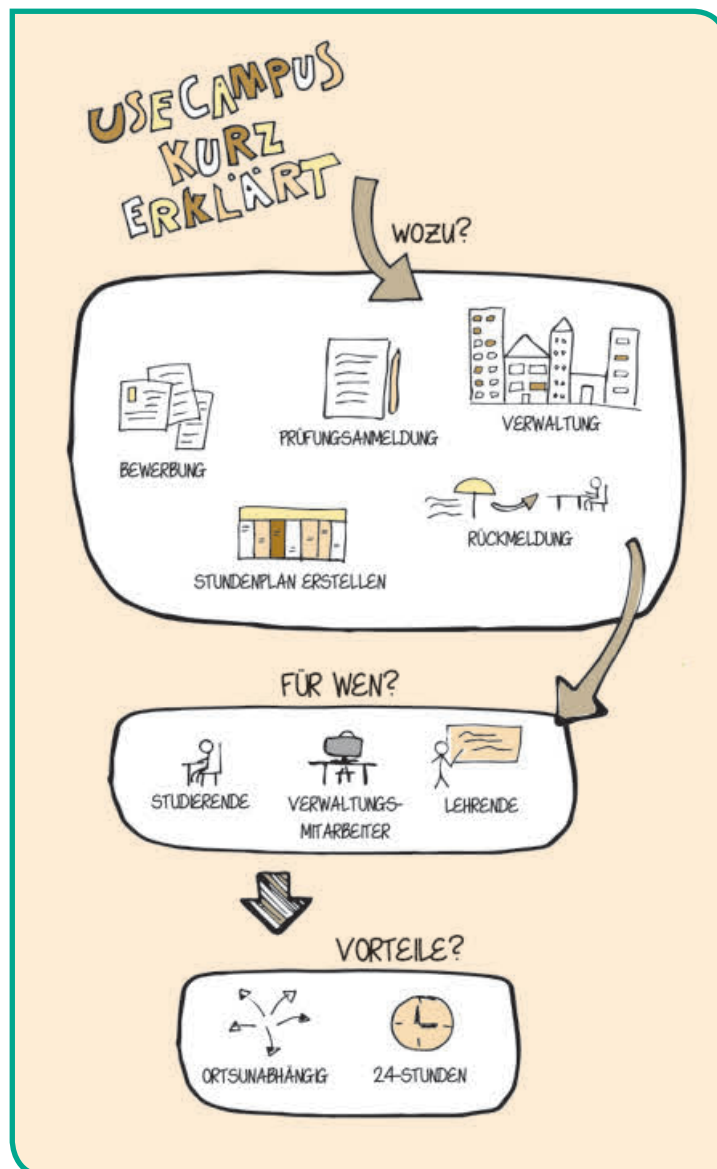 USECAMPUS
KURZ
ERKLÄRT
WOZU?
BEWERBUNG
PRÜFUNGSANMELDUNG
VERWALTUNG
STUNDENPLAN ERSTELLEN
RÜCKMELDUNG
FÜR WEN?
STUDIERENDE
VERWALTUNGS-
MITARBEITER
LEHRENDE
VORTEILE?
ORTSUNABHÄNGIG
24-STUNDEN